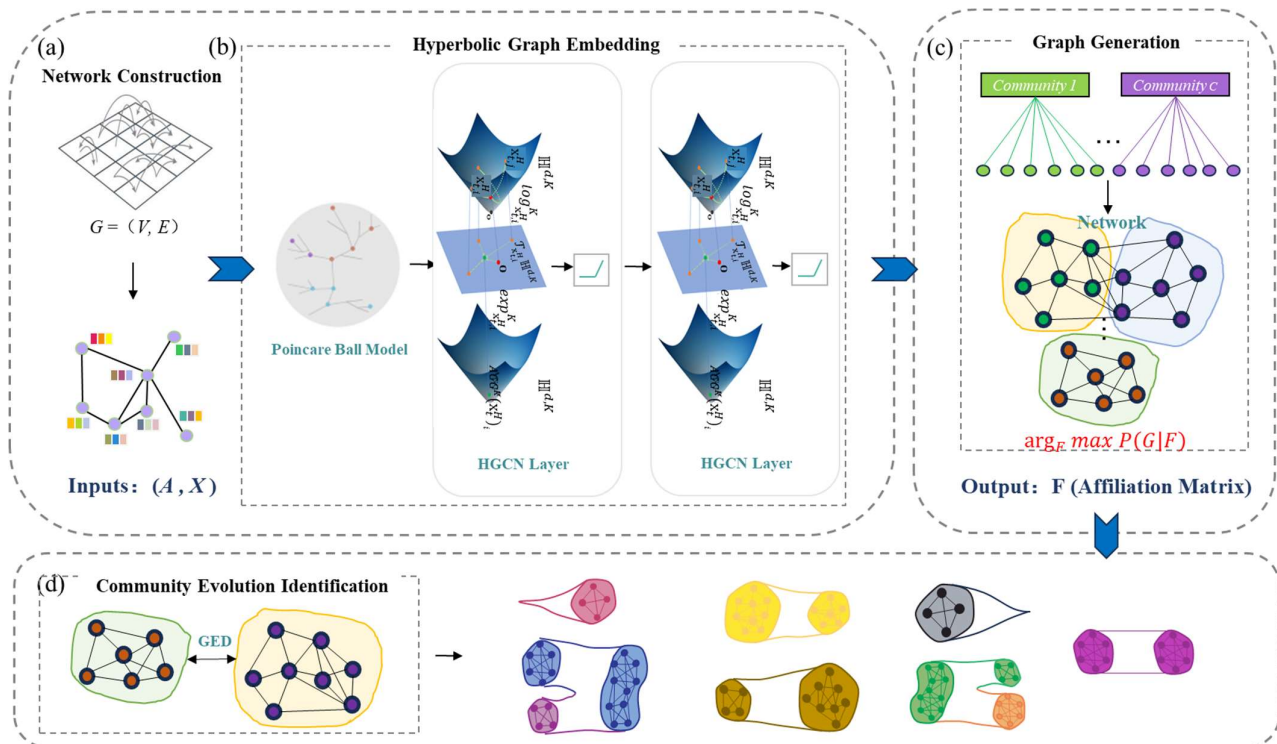 (a)
Network Construction
G = (V, E)
Inputs: (A , X )
(b)
Hyperbolic Graph Embedding
Poincare Ball Model
HGCN Layer
HGCN Layer
(c)
Graph Generation
Community 1
Community C
...
Network
arg_F max P(G|F)
Output: F (Affiliation Matrix)
(d)
Community Evolution Identification
GED